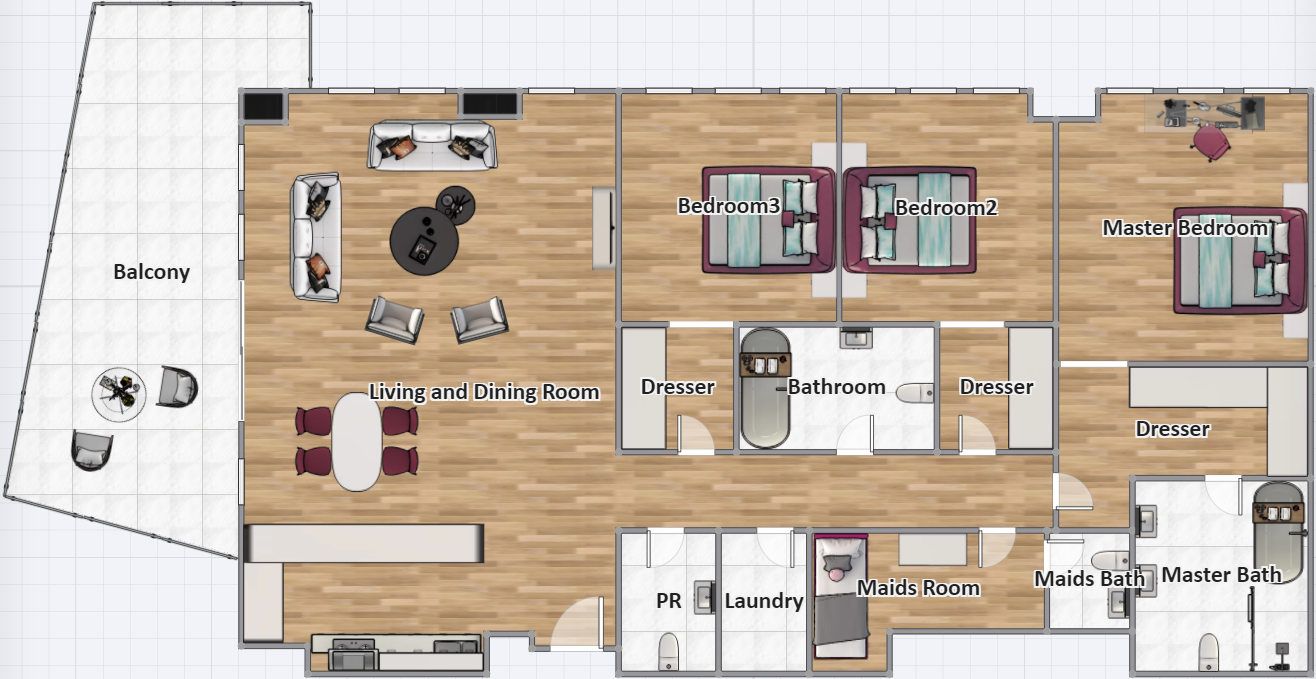 Bedroom3
Bedroom2
Master Bedroom
Balcony
Living and Dining Room
Dresser
Bathroom
Dresser
Dresser
PR
Laundry
Maids Room
Maids Bath
Master Bath